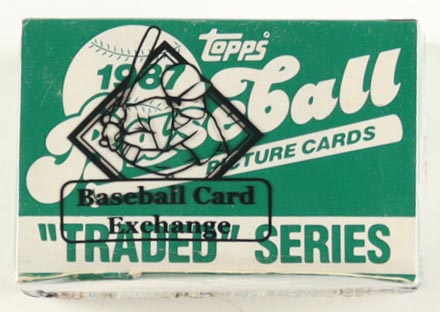 topps
1987
Baseball
PICTURE CARDS
Baseball Card
Exchange
"TRADED" SERIES